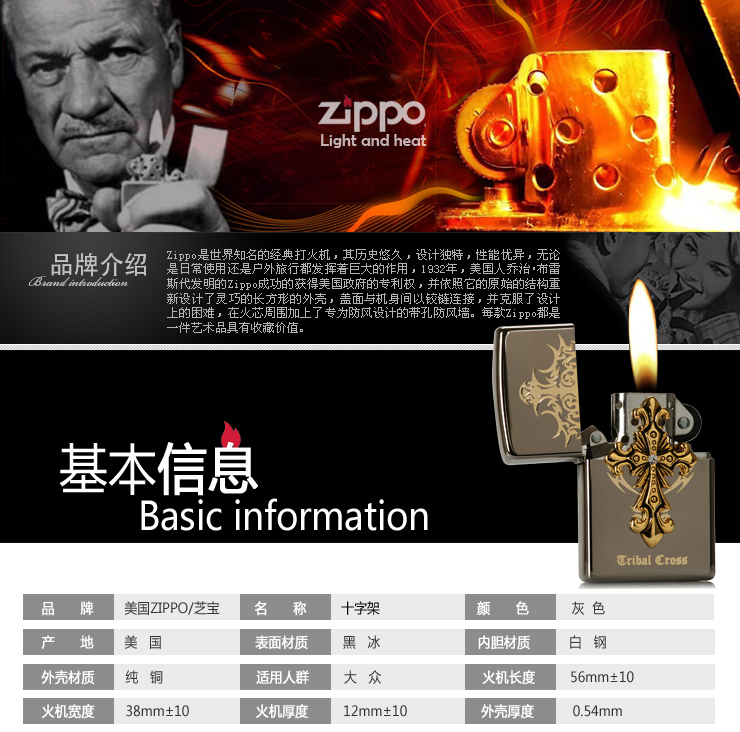 zippo
Light and heat
品牌介绍
Brand introduction
Zippo是世界知名的经典打火机，其历史悠久，设计独特，性能优异，无论
是日常使用还是户外旅行都发挥着巨大的作用，1932年，美国人乔治·布雷
斯代发明的Zippo成功的获得美国政府的专利权，并依照它的原始的结构重
新设计了灵巧的长方形的外壳，盖面与机身间以铰链连接，并克服了设计
上的困难，在火芯周围加上了专为防风设计的带孔防风墙。每款Zippo都是
一件艺术品具有收藏价值。
基本信息
Basic information
Tribal Cross
品 牌 美国ZIPPO/芝宝 名 称 十字架 颜 色 灰 色
产 地 美 国 表面材质 黑 冰 内胆材质 白 钢
外壳材质 纯 铜 适用人群 大 众 火机长度 56mm±10
火机宽度 38mm±10 火机厚度 12mm±10 外壳厚度 0.54mm